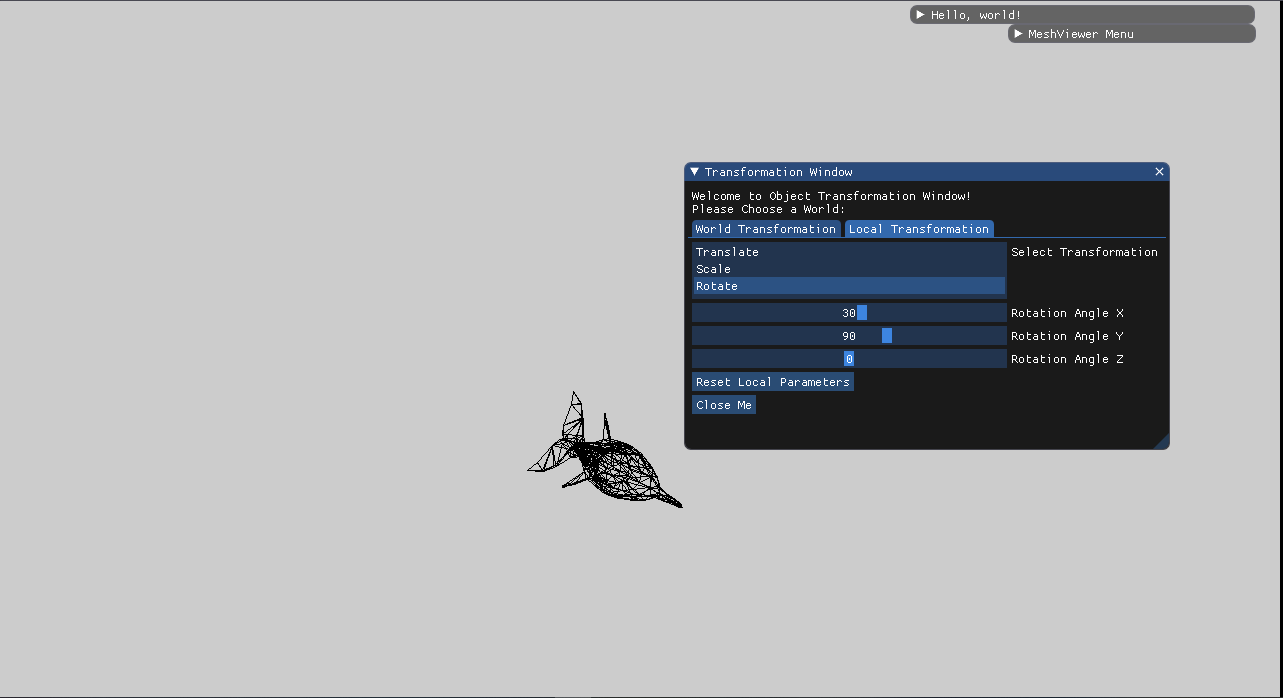 Hello, world!
MeshViewer Menu
Transformation Window
Welcome to Object Transformation Window!
Please Choose a World:
World Transformation Local Transformation
Translate Select Transformation
Scale
Rotate
30 Rotation Angle X
90 Rotation Angle Y
0 Rotation Angle Z
Reset Local Parameters
Close Me